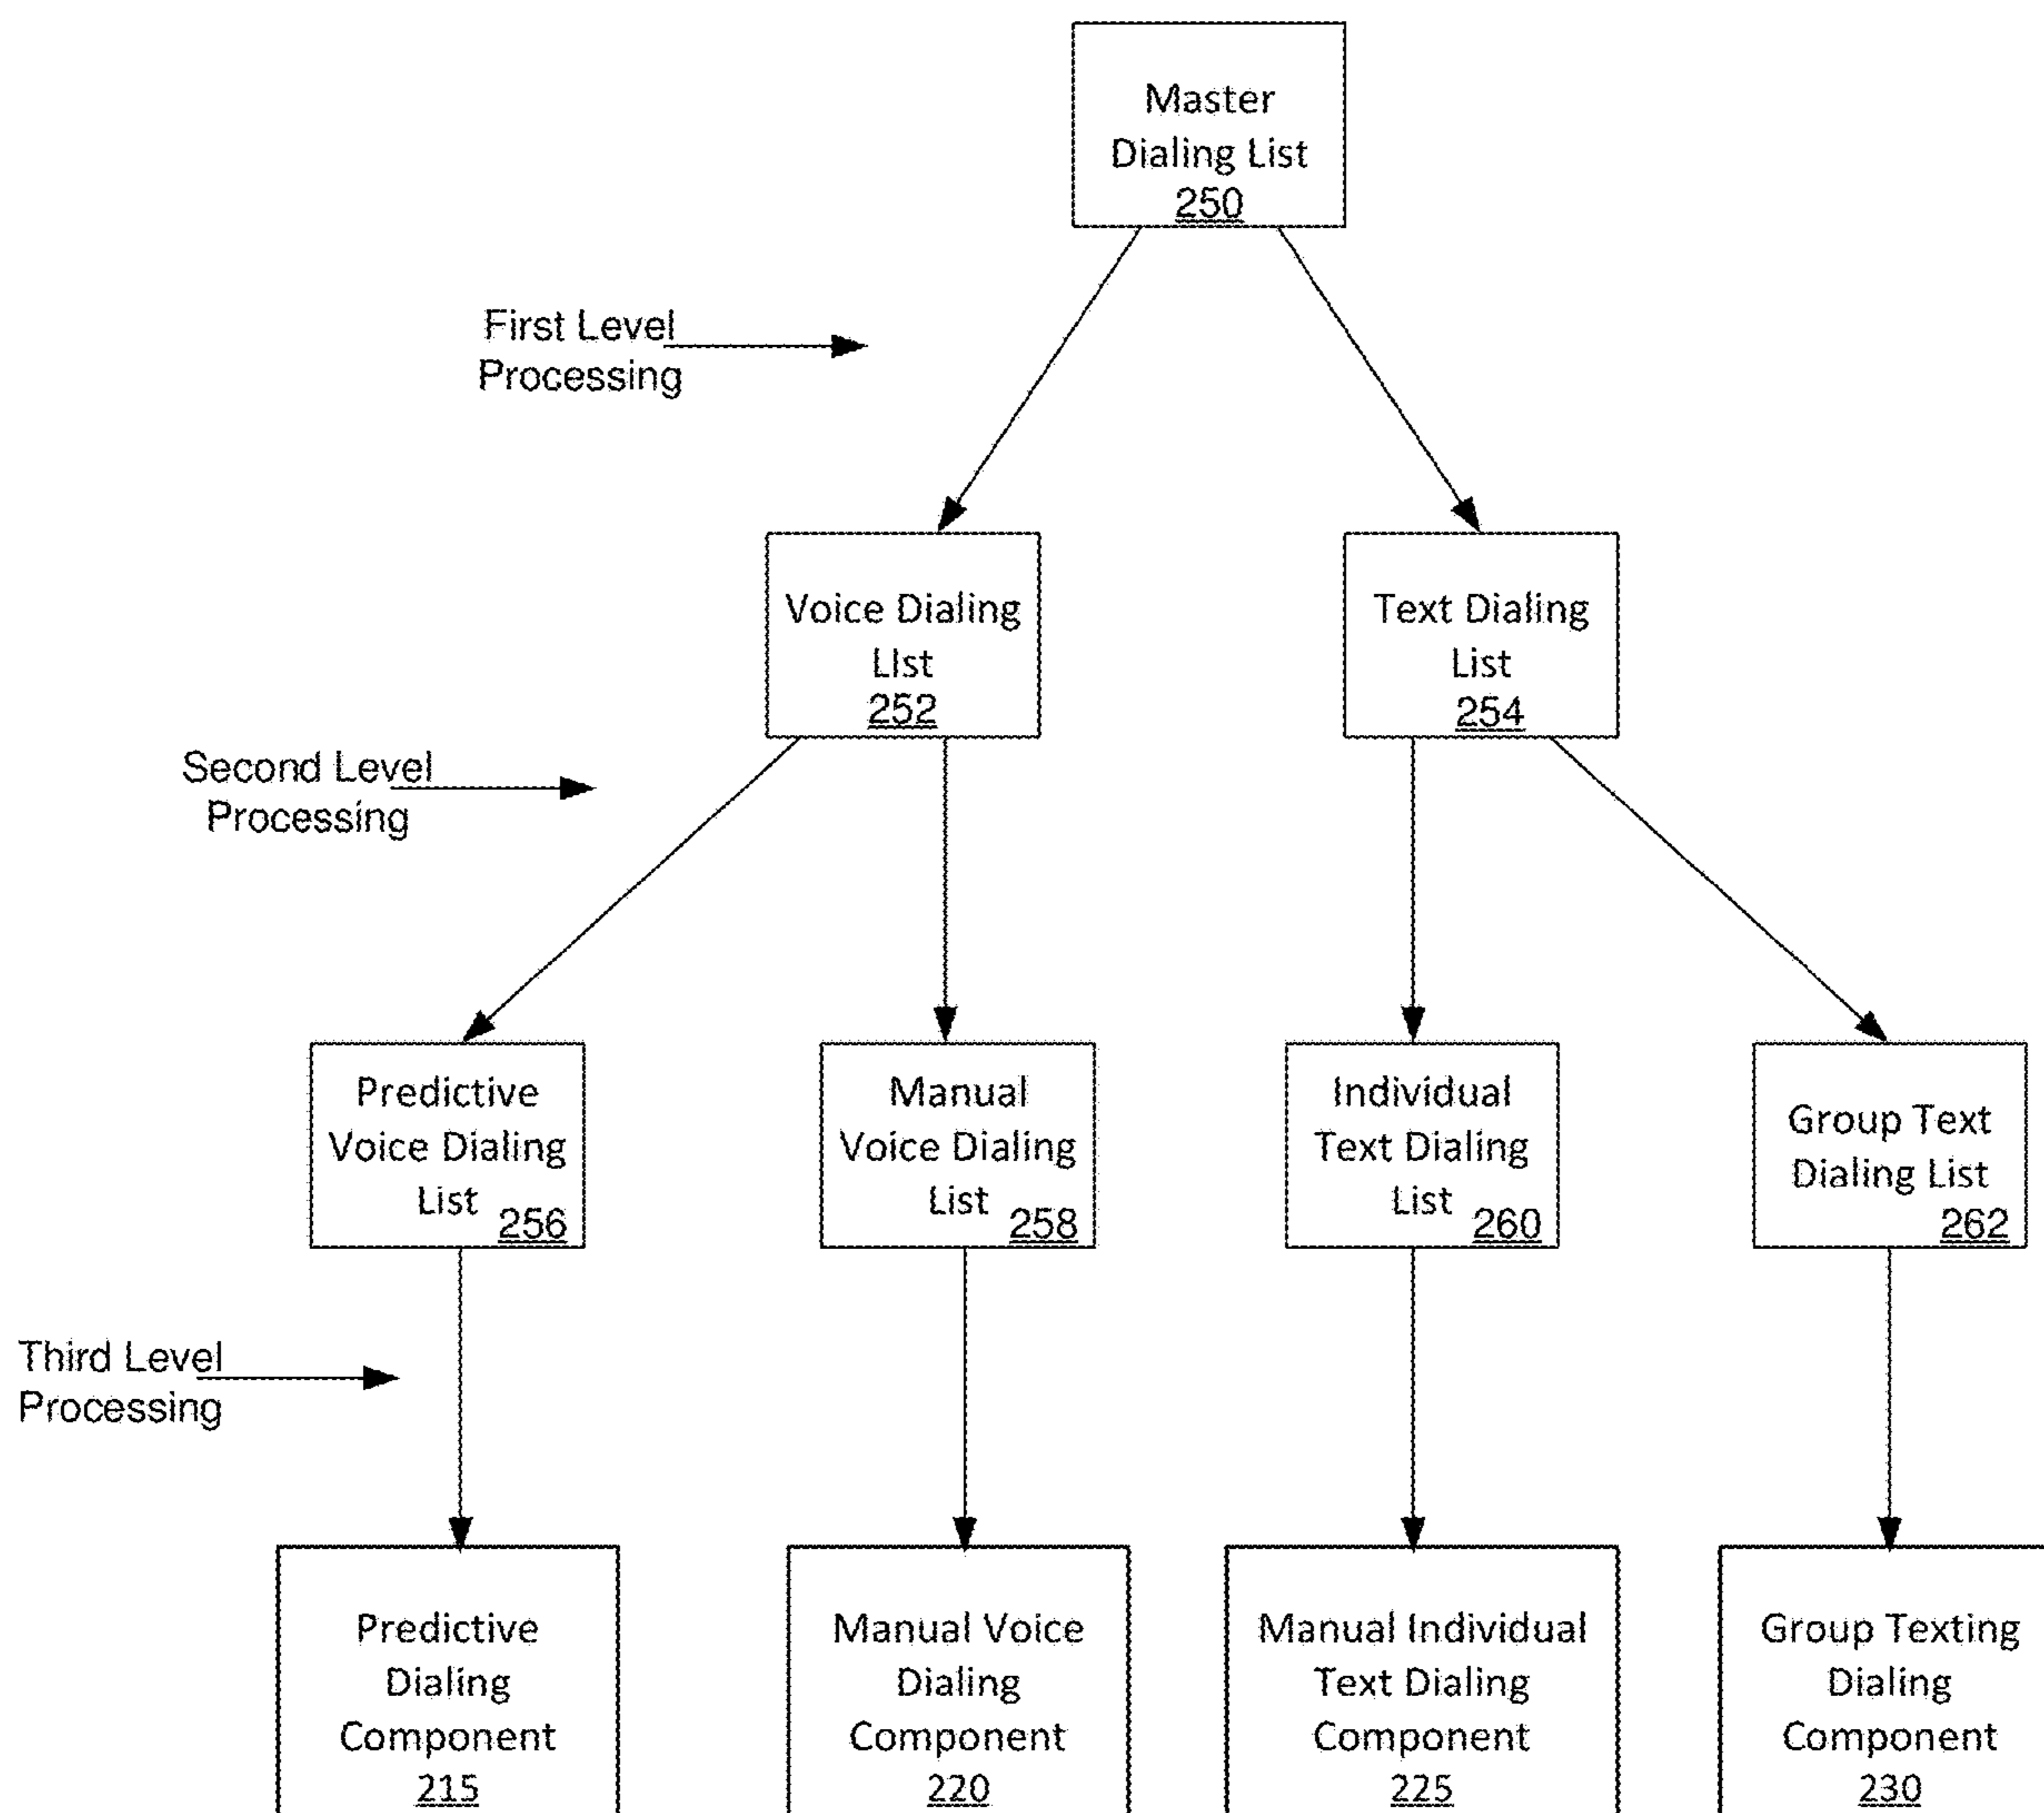 Master
Dialing List
250
First Level
Processing
Voice Dialing
LIst
252
Text Dialing
List
254
Second Level
Processing
Predictive
Voice Dialing
List 256
Manual
Voice Dialing
List 258
Individual
Text Dialing
List 260
Group Text
Dialing List
262
Third Level
Processing
Predictive
Dialing
Component
215
Manual Voice
Dialing
Component
220
Manual Individual
Text Dialing
Component
225
Group Texting
Dialing
Component
230